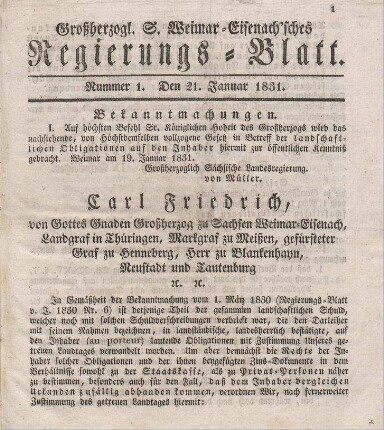 1
Großherzogl. S. Weimar-Eisenach'sches
Regierungs-Blatt.
Nummer 1. Den 21. Januar 1831.
Bekanntmachungen.
I. Auf höchsten Befehl Sr. Königlichen Hoheit des Großherzogs wird das
nachstehende, von Höchstdenselben vollzogene Gesetz in Betreff der landschaft-
lichen Obligationen auf den Inhaber hiermit zur öffentlichen Kenntniß
gebracht. Weimar am 19. Januar 1831.
Großherzoglich Sächsische Landesregierung.
von Müller.
Carl Friedrich,
von Gottes Gnaden Großherzog zu Sachsen Weimar-Eisenach,
Landgraf in Thüringen, Markgraf zu Meißen, gefürsteter
Graf zu Henneberg, Herr zu Blankenhayn,
Neustadt und Tautenburg
ꝛc. ꝛc.
In Gemäßheit der Bekanntmachung vom 1. März 1830 (Regierungs-Blatt
v. J. 1830 Nr. 6) ist derjenige Theil der gesammten landschaftlichen Schuld,
welcher noch mit solchen Schuldverschreibungen verbrieft war, die den Darleiher
mit seinem Nahmen bezeichnen, in landständische, landesherrlich bestätigte, auf
den Inhaber (au porteur) lautende Obligationen mit Zustimmung Unseres ge-
treuen Landtages verwandelt worden. Um aber demnächst die Rechte der In-
haber solcher Obligationen und der ihnen beygefügten Zins-Dokumente in dem
Verhältnisse sowohl zu der Staatskasse, als zu Privat-Personen näher
zu bestimmen, besonders auch für den Fall, daß dem Inhaber dergleichen
Urkunden zufällig abhanden kommen, verordnen Wir, nach fernerweiter
Zustimmung des getreuen Landtages hiermit: